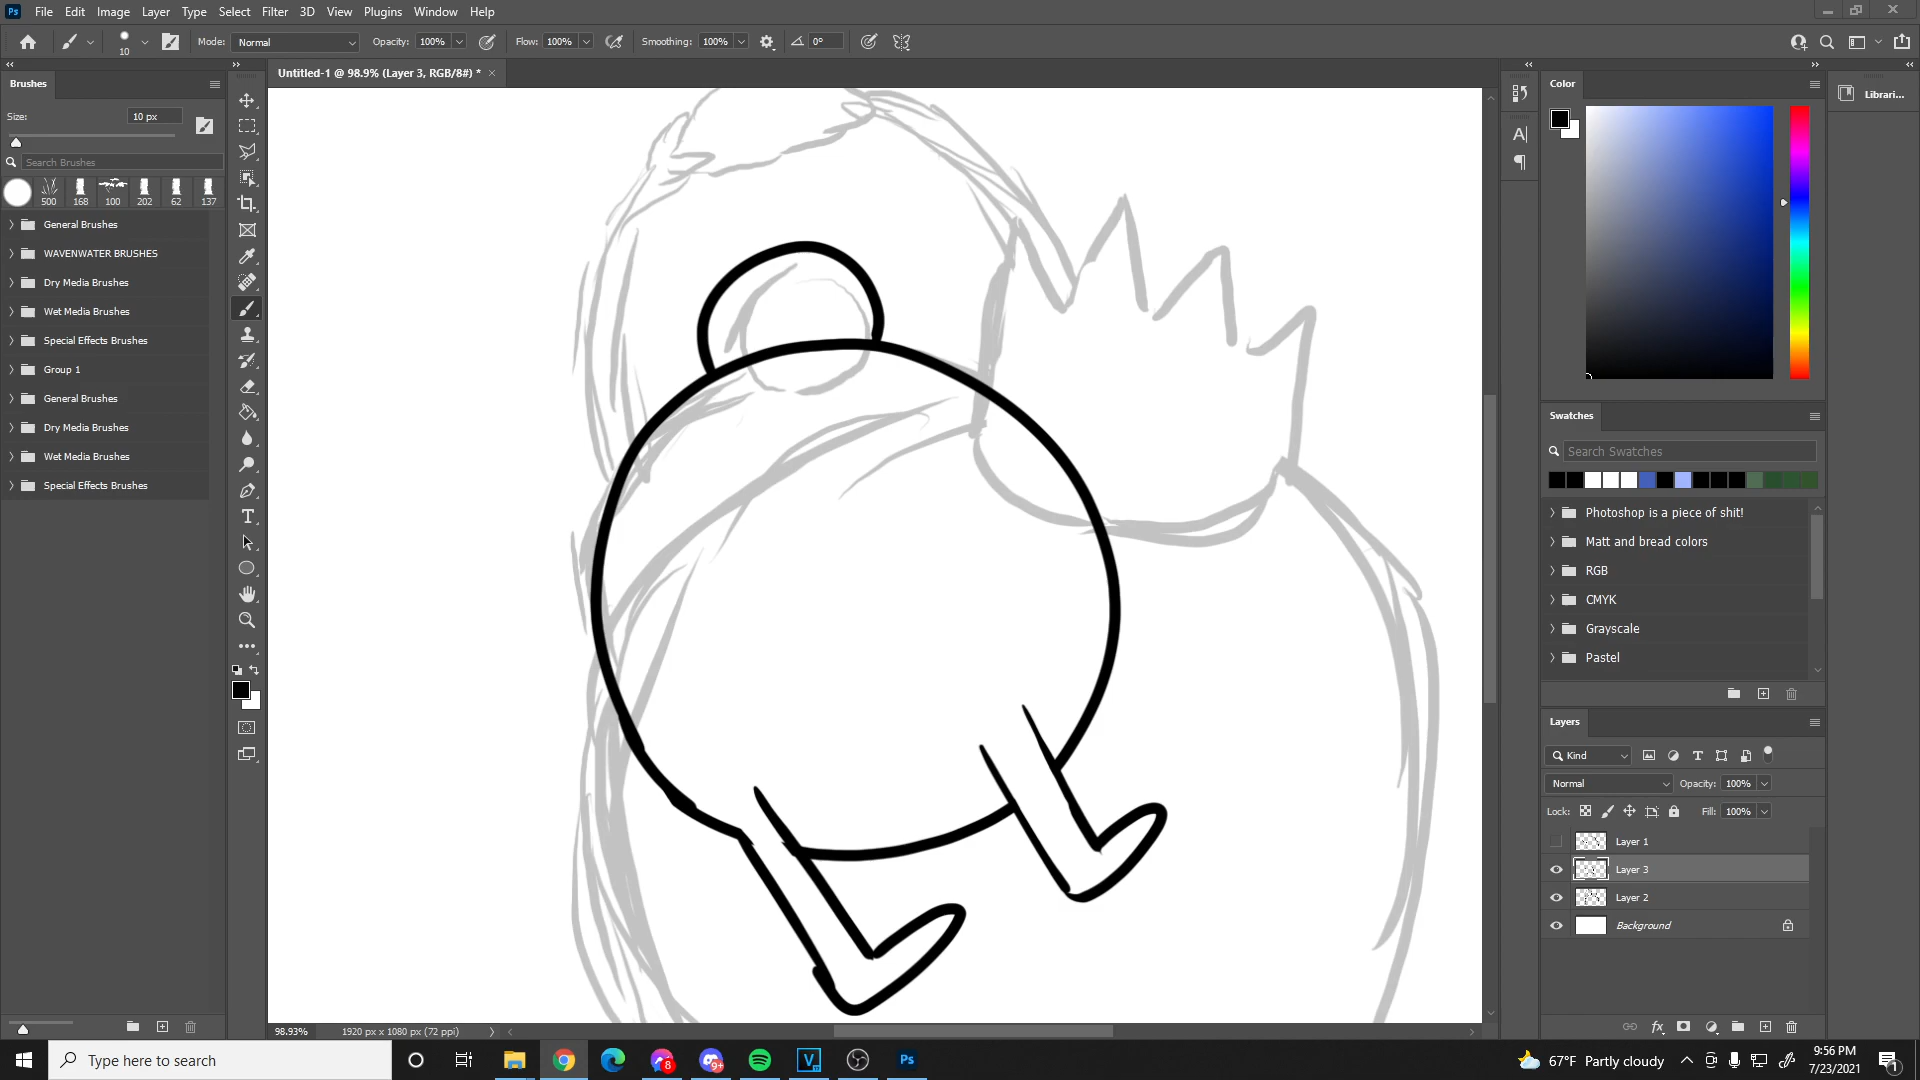 Ps File Edit Image Layer Type Select Filter 3D View Plugins Window Help
10 Mode: Normal Opacity: 100% Flow: 100% Smoothing: 100% 0°
Brushes
Size: 10 px
Search Brushes
500 168 100 202 62 137
General Brushes
WAVENWATER BRUSHES
Dry Media Brushes
Wet Media Brushes
Special Effects Brushes
Group 1
General Brushes
Dry Media Brushes
Wet Media Brushes
Special Effects Brushes
Untitled-1 @ 98.9% (Layer 3, RGB/8#) *
98.93% 1920 px x 1080 px (72 ppi)
Color
Librari...
Swatches
Search Swatches
Photoshop is a piece of shit!
Matt and bread colors
RGB
CMYK
Grayscale
Pastel
Layers
Kind
Normal Opacity: 100%
Lock: Fill: 100%
Layer 1
Layer 3
Layer 2
Background
Type here to search
8 9+ Ps
67°F Partly cloudy
9:56 PM
7/23/2021
1